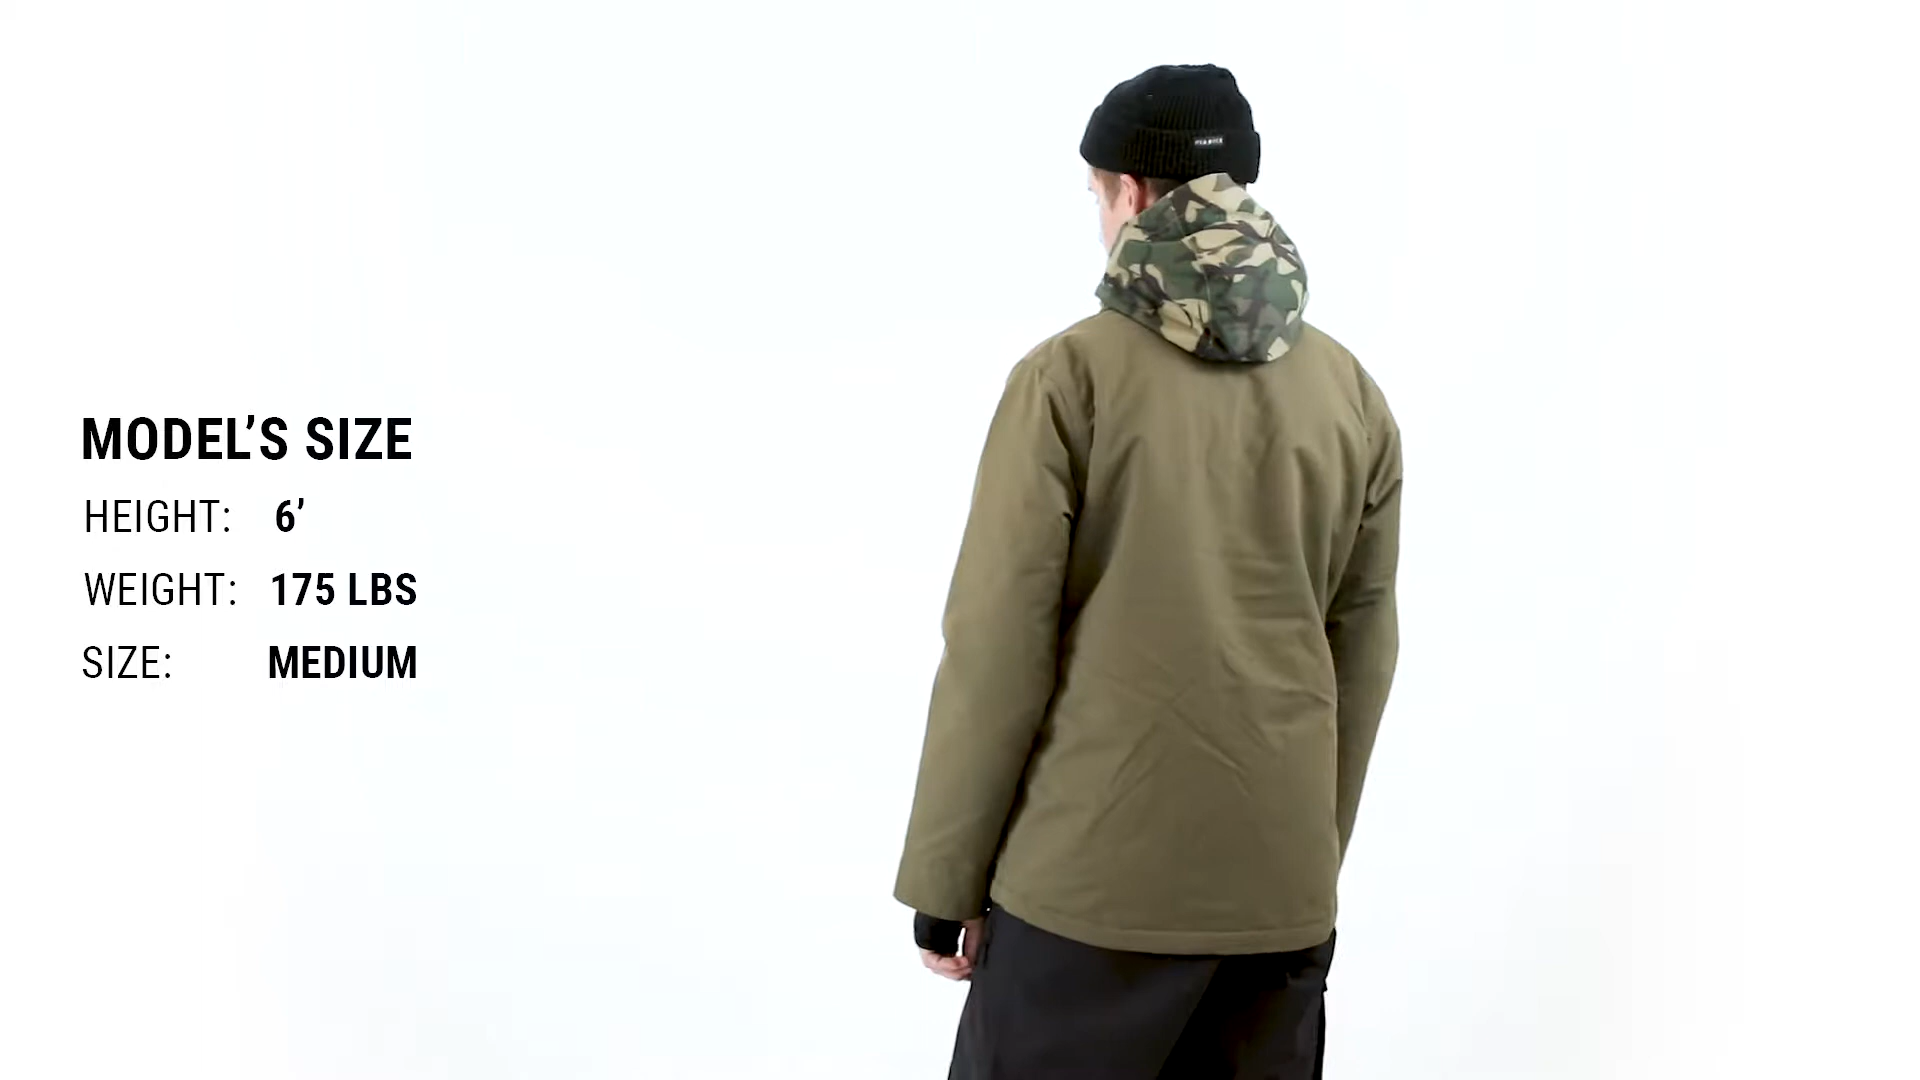 MODEL’S SIZE
HEIGHT: 6’
WEIGHT: 175 LBS
SIZE: MEDIUM